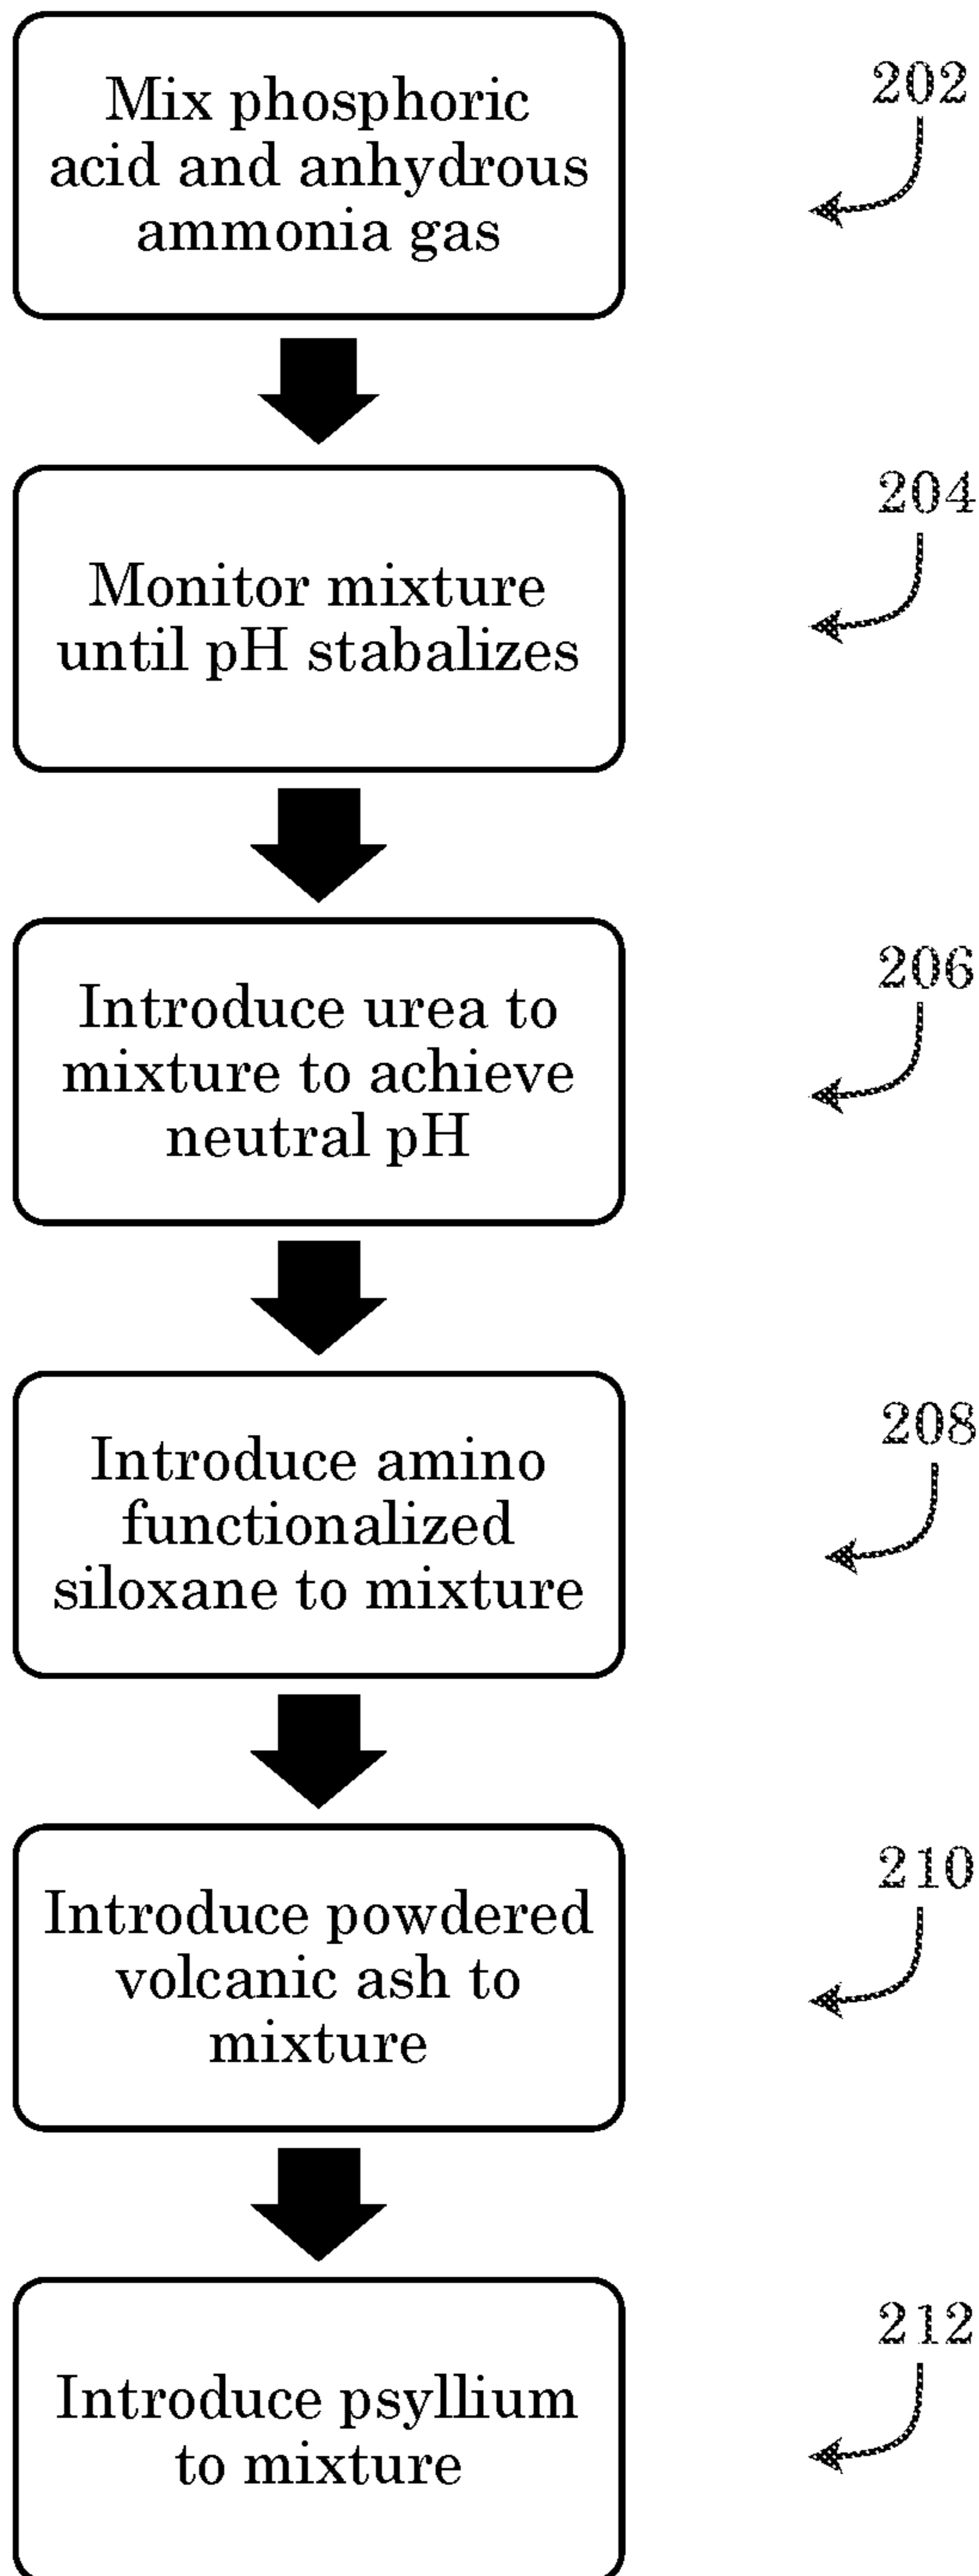 Mix phosphoric
acid and anhydrous
ammonia gas
202
Monitor mixture
until pH stabalizes
204
Introduce urea to
mixture to achieve
neutral pH
206
Introduce amino
functionalized
siloxane to mixture
208
Introduce powdered
volcanic ash to
mixture
210
Introduce psyllium
to mixture
212